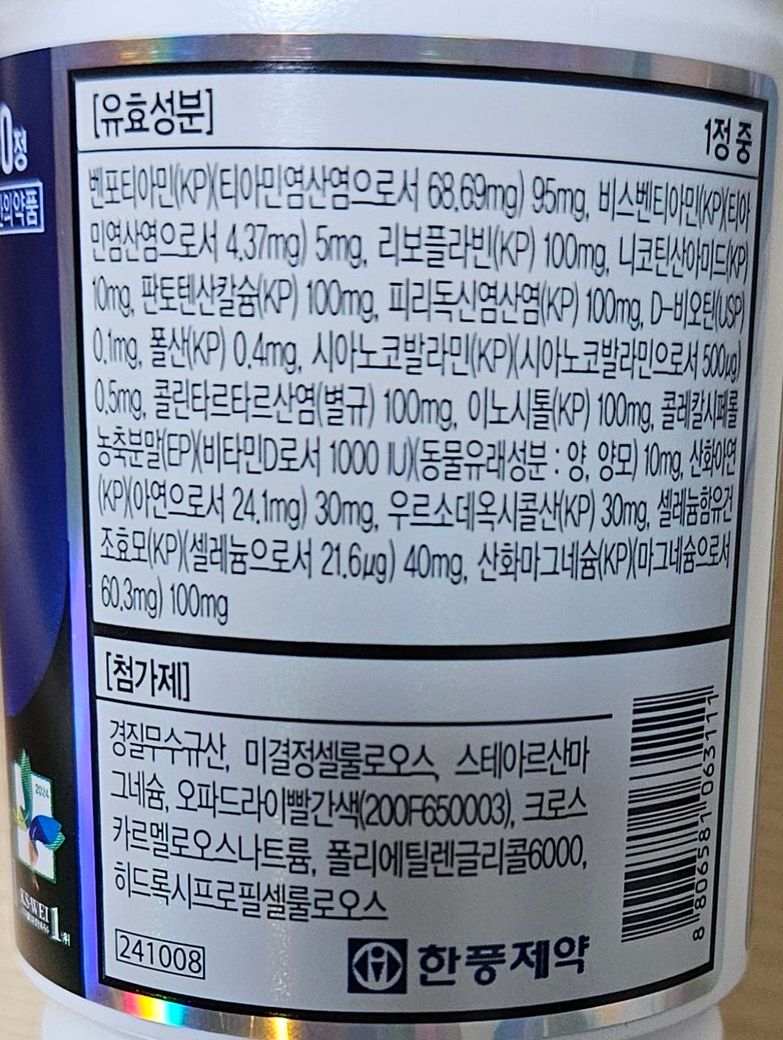 0정
의약품
[유효성분]
1정 중
벤포티아민(KP)(티아민염산염으로서 68.69mg) 95mg, 비스벤티아민(KP)(티아
민염산염으로서 4.37mg) 5mg, 리보플라빈(KP) 100mg, 니코틴산아미드(KP)
10mg, 판토텐산칼슘(KP) 100mg, 피리독신염산염(KP) 100mg, D-비오틴(USP)
0.1mg, 폴산(KP) 0.4mg, 시아노코발라민(KP)(시아노코발라민으로서 500μg)
0.5mg, 콜린타르타르산염(별규) 100mg, 이노시톨(KP) 100mg, 콜레칼시페롤
농축분말(EP)(비타민D로서 1000 IU)(동물유래성분 : 양, 양모) 10mg, 산화아연
(KP)(아연으로서 24.1mg) 30mg, 우르소데옥시콜산(KP) 30mg, 셀레늄함유건
조효모(KP)(셀레늄으로서 21.6μg) 40mg, 산화마그네슘(KP)(마그네슘으로서
60.3mg) 100mg
[첨가제]
경질무수규산, 미결정셀룰로오스, 스테아르산마
그네슘, 오파드라이빨간색(200F650003), 크로스
카르멜로오스나트륨, 폴리에틸렌글리콜6000,
히드록시프로필셀룰로오스
8 806581 063111
2024
KS-WEI
1위
241008
한풍제약